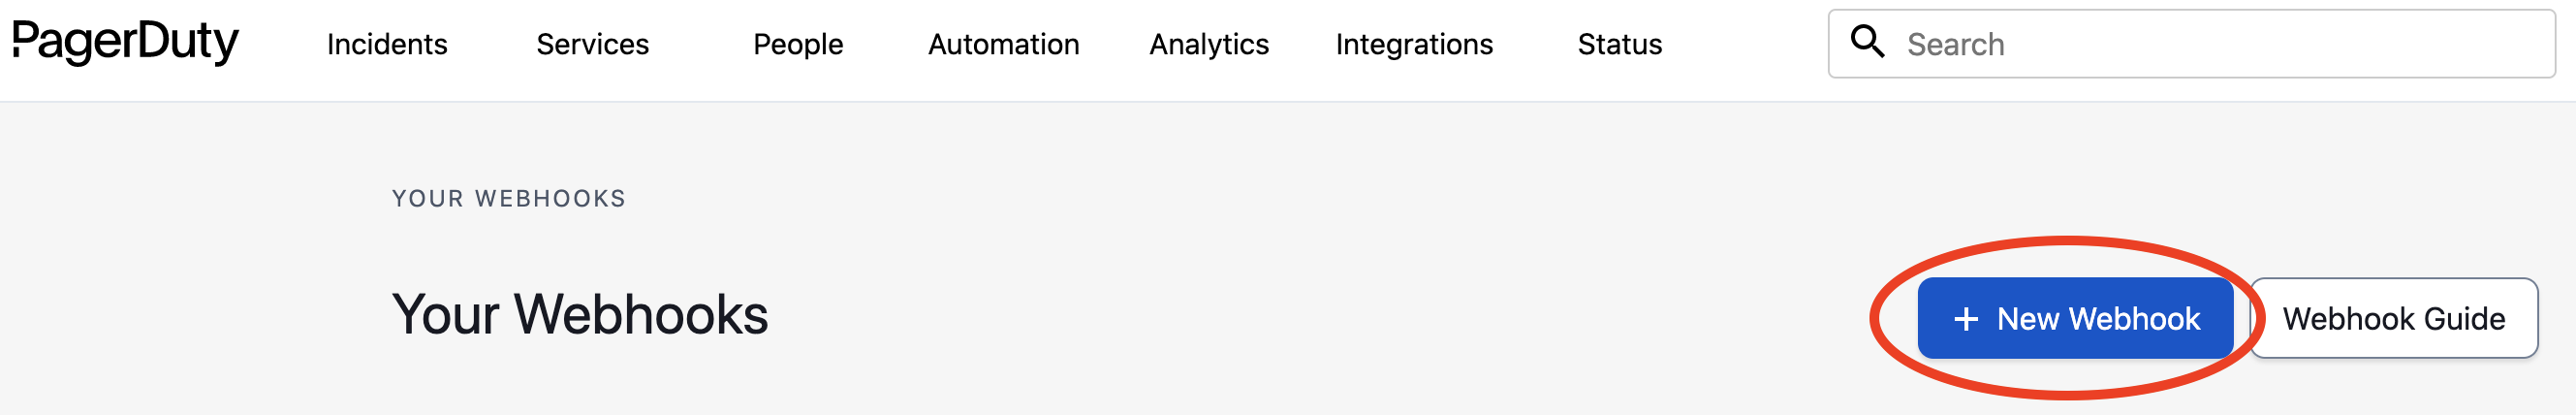 PagerDuty Incidents Services People Automation Analytics Integrations Status Search
YOUR WEBHOOKS
Your Webhooks + New Webhook Webhook Guide